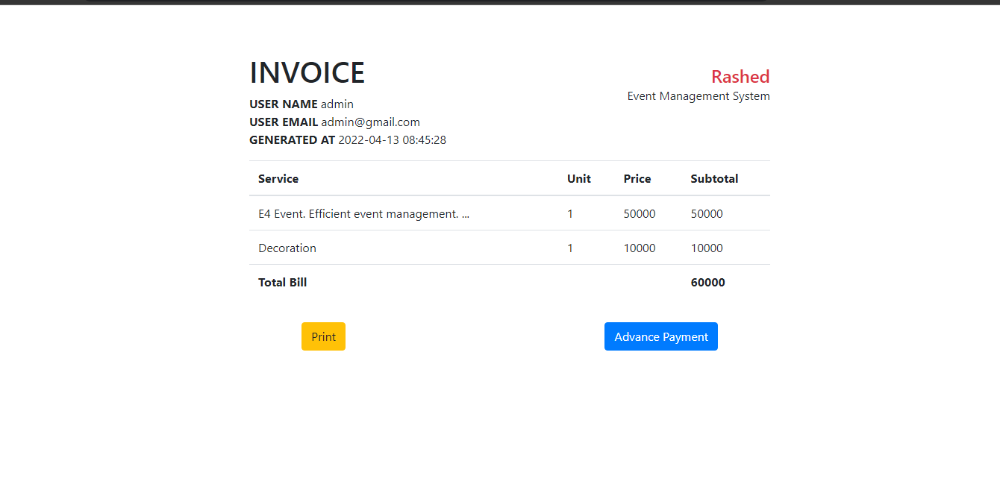 INVOICE
Rashed
Event Management System
USER NAME admin
USER EMAIL admin@gmail.com
GENERATED AT 2022-04-13 08:45:28
Service Unit Price Subtotal
E4 Event. Efficient event management. ... 1 50000 50000
Decoration 1 10000 10000
Total Bill 60000
Print Advance Payment